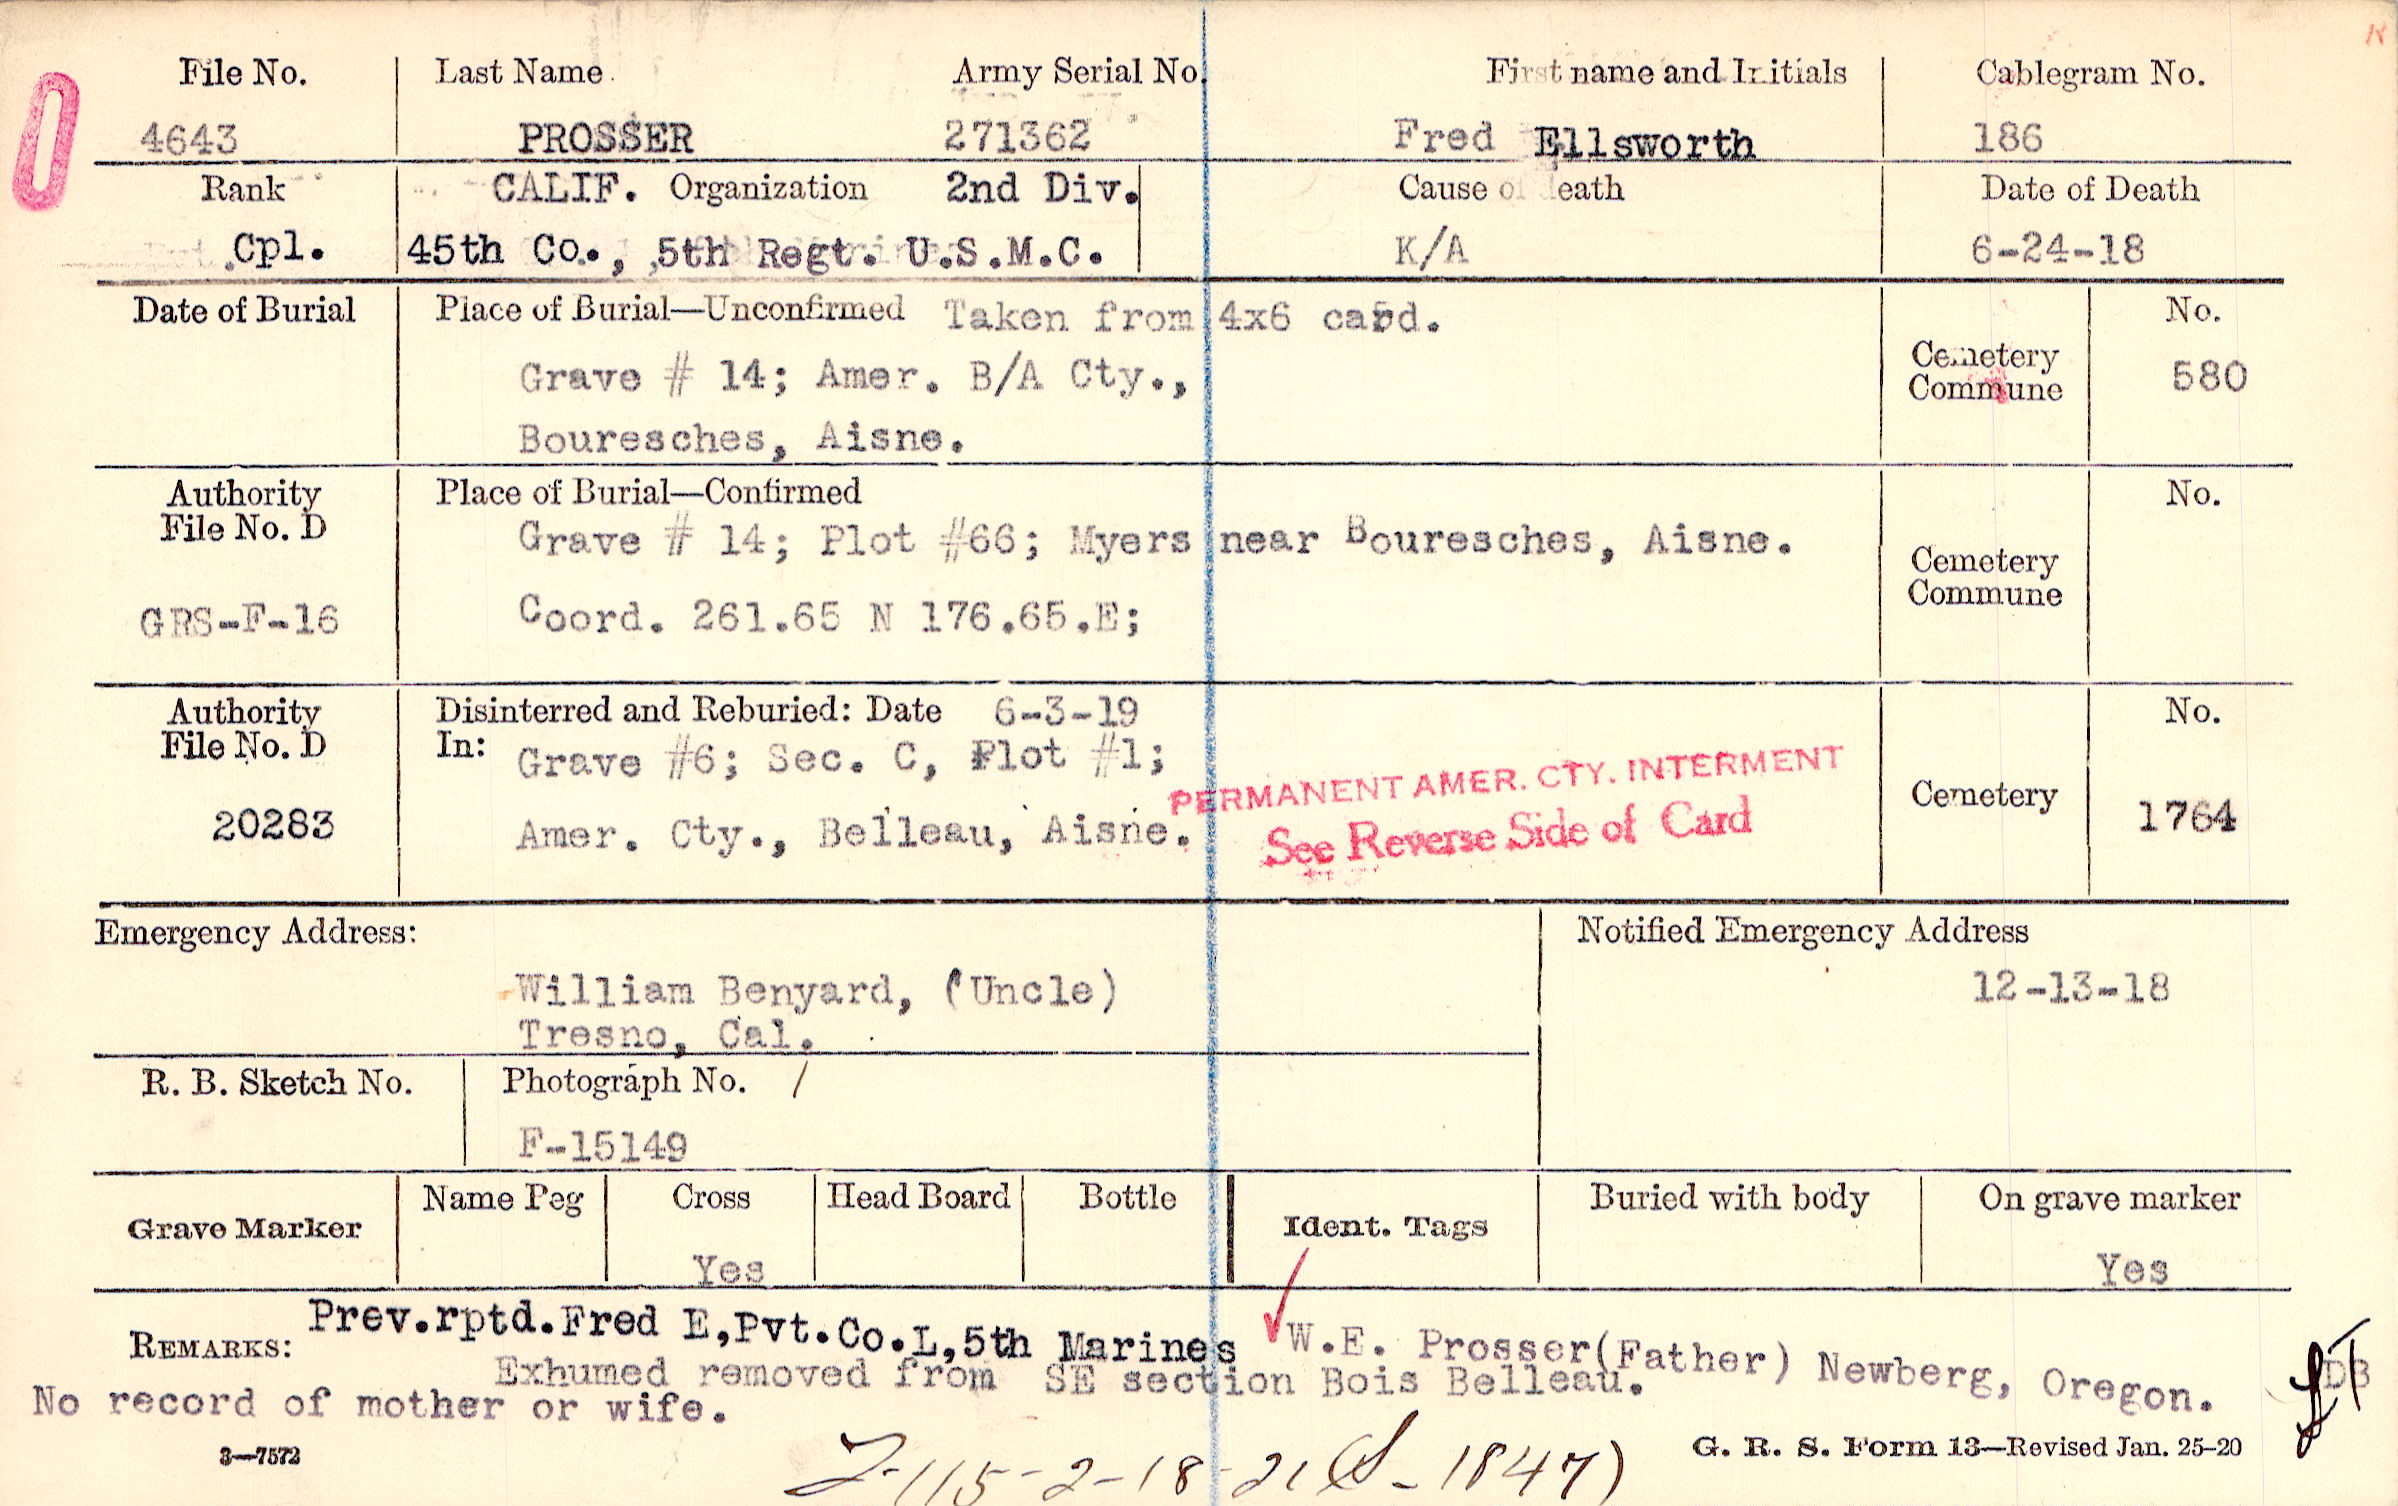 File No. Last Name Army Serial No. First name and Initials Cablegram No.
4643 PROSSER 271362 Fred Ellsworth 186
Rank CALIF. Organization 2nd Div. Cause of death Date of Death
Cpl. 45th Co., 5th Regt. U.S.M.C. K/A 6-24-18
Date of Burial Place of Burial—Unconfirmed Taken from 4x6 card. No.
Grave # 14; Amer. B/A Cty., Cemetery Commune 580
Bouresches, Aisne.
Authority File No. D Place of Burial—Confirmed No.
Grave # 14; Plot #66; Myers near Bouresches, Aisne. Cemetery Commune
GRS-F-16 Coord. 261.65 N 176.65.E;
Authority File No. D Disinterred and Reburied: Date 6-3-19 No.
In: Grave #6; Sec. C, Plot #1;
PERMANENT AMER. CTY. INTERMENT
See Reverse Side of Card
20283 Amer. Cty., Belleau, Aisne. Cemetery 1764
Emergency Address: Notified Emergency Address
William Benyard, (Uncle) 12-13-18
Tresno, Cal.
R. B. Sketch No. Photograph No. /
F-15149
Grave Marker Name Peg Cross Head Board Bottle Ident. Tags Buried with body On grave marker
Yes Yes
REMARKS: Prev.rptd.Fred E,Pvt.Co.L,5th Marines W.E. Prosser(Father) Newberg, Oregon.
Exhumed removed from SE section Bois Belleau.
No record of mother or wife.
3—7572 G. R. S. Form 13—Revised Jan. 25-20
-115-2-18-21 (S-1847)